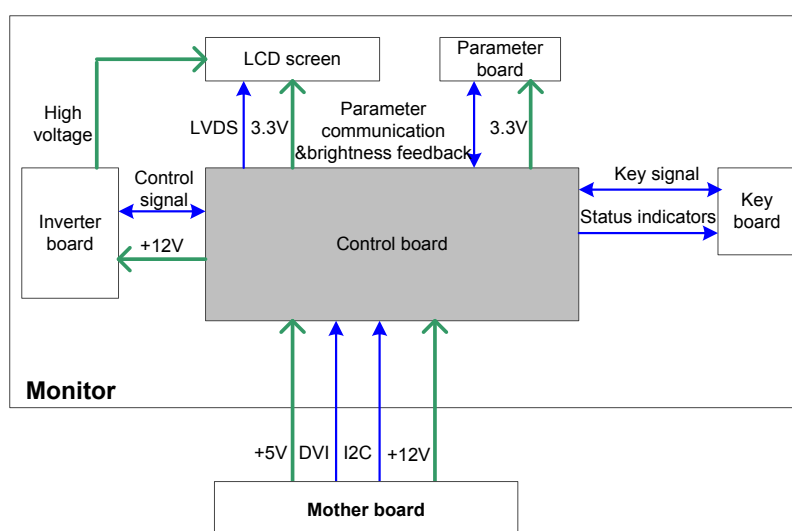 LCD screen
Parameter
board
High
voltage
LVDS
3.3V
Parameter
communication
&brightness feedback
3.3V
Control
signal
Key signal
Inverter
board
Key
board
Status indicators
Control board
+12V
Monitor
+5V
DVI
I2C
+12V
Mother board